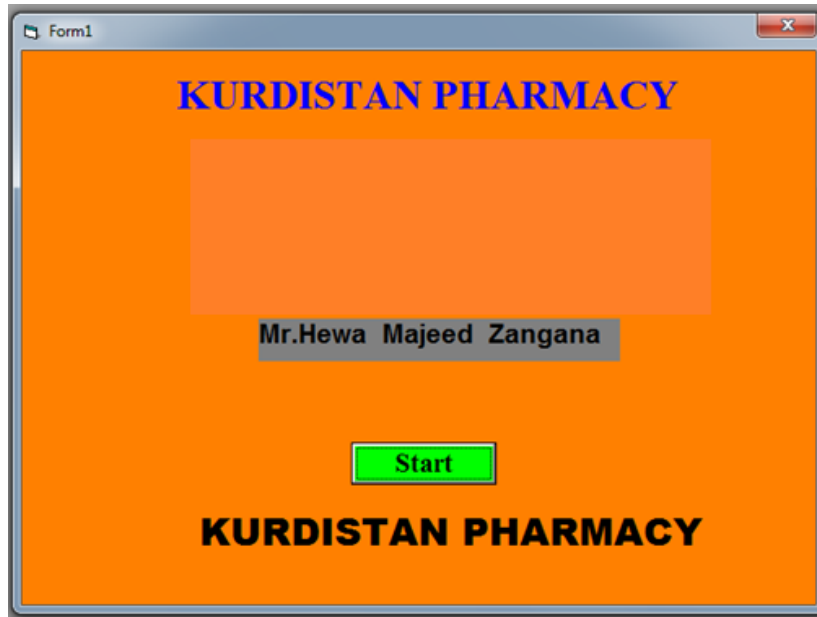 Form1
KURDISTAN PHARMACY
Mr.Hewa Majeed Zangana
Start
KURDISTAN PHARMACY